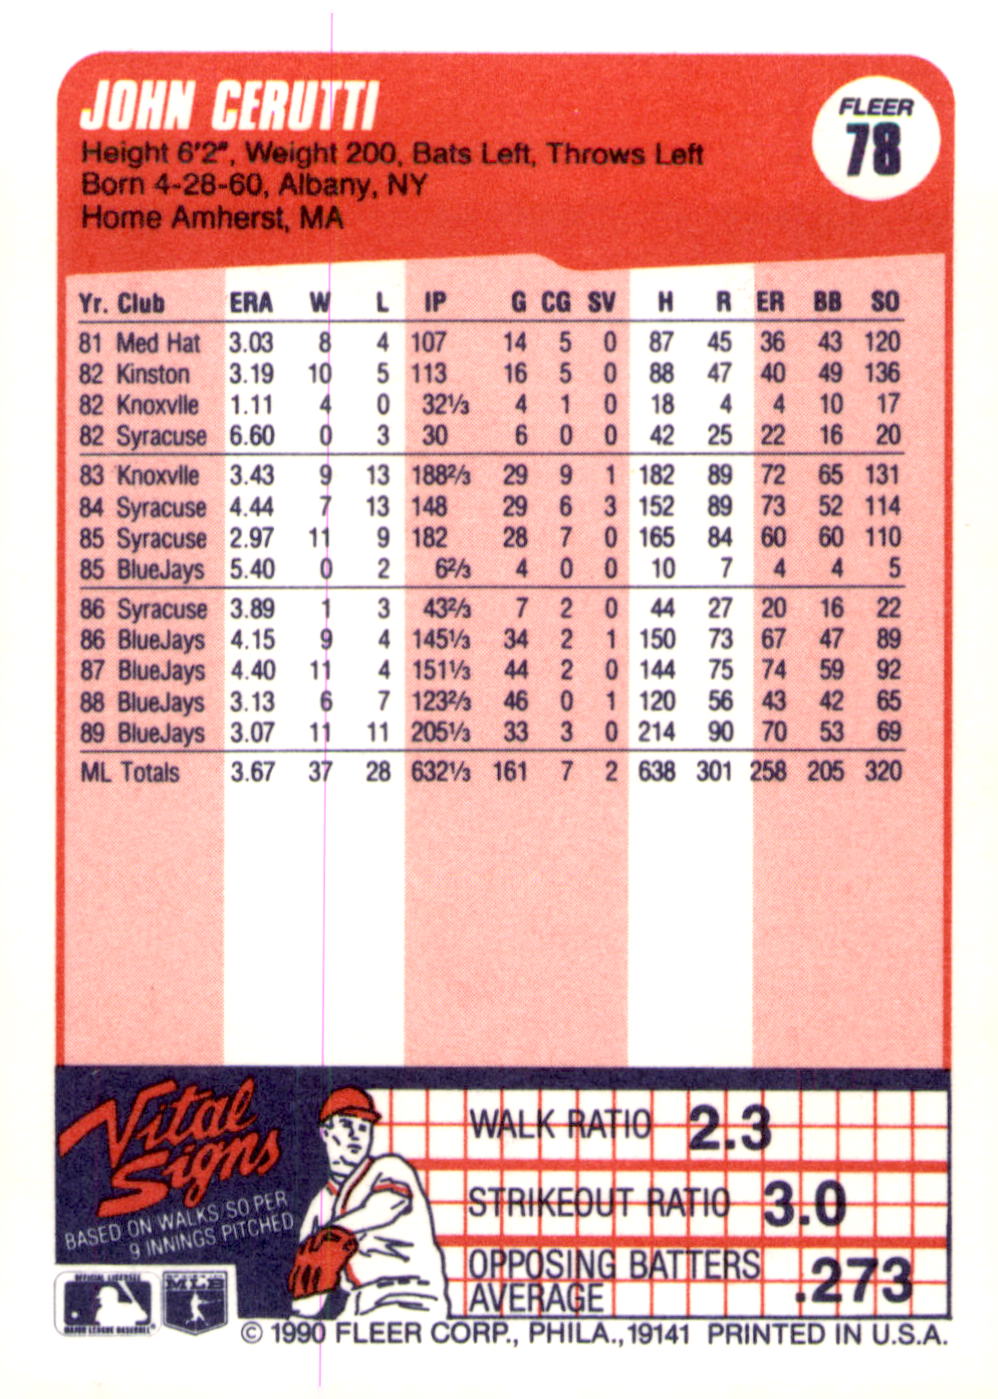 JOHN CERUTTI
FLEER
78
Height 6'2", Weight 200, Bats Left, Throws Left
Born 4-28-60, Albany, NY
Home Amherst, MA
Yr. Club ERA W L IP G CG SV H R ER BB SO
81 Med Hat 3.03 8 4 107 14 5 0 87 45 36 43 120
82 Kinston 3.19 10 5 113 16 5 0 88 47 40 49 136
82 Knoxvlle 1.11 4 0 32⅓ 4 1 0 18 4 4 10 17
82 Syracuse 6.60 0 3 30 6 0 0 42 25 22 16 20
83 Knoxvlle 3.43 9 13 188⅔ 29 9 1 182 89 72 65 131
84 Syracuse 4.44 7 13 148 29 6 3 152 89 73 52 114
85 Syracuse 2.97 11 9 182 28 7 0 165 84 60 60 110
85 BlueJays 5.40 0 2 6⅔ 4 0 0 10 7 4 4 5
86 Syracuse 3.89 1 3 43⅔ 7 2 0 44 27 20 16 22
86 BlueJays 4.15 9 4 145⅓ 34 2 1 150 73 67 47 89
87 BlueJays 4.40 11 4 151⅓ 44 2 0 144 75 74 59 92
88 BlueJays 3.13 6 7 123⅔ 46 0 1 120 56 43 42 65
89 BlueJays 3.07 11 11 205⅓ 33 3 0 214 90 70 53 69
ML Totals 3.67 37 28 632⅓ 161 7 2 638 301 258 205 320
Vital
Signs
BASED ON WALKS/SO PER
9 INNINGS PITCHED
WALK RATIO 2.3
STRIKEOUT RATIO 3.0
OPPOSING BATTERS
AVERAGE .273
OFFICIAL LICENSEE
MAJOR LEAGUE BASEBALL
MLB
© 1990 FLEER CORP., PHILA., 19141 PRINTED IN U.S.A.